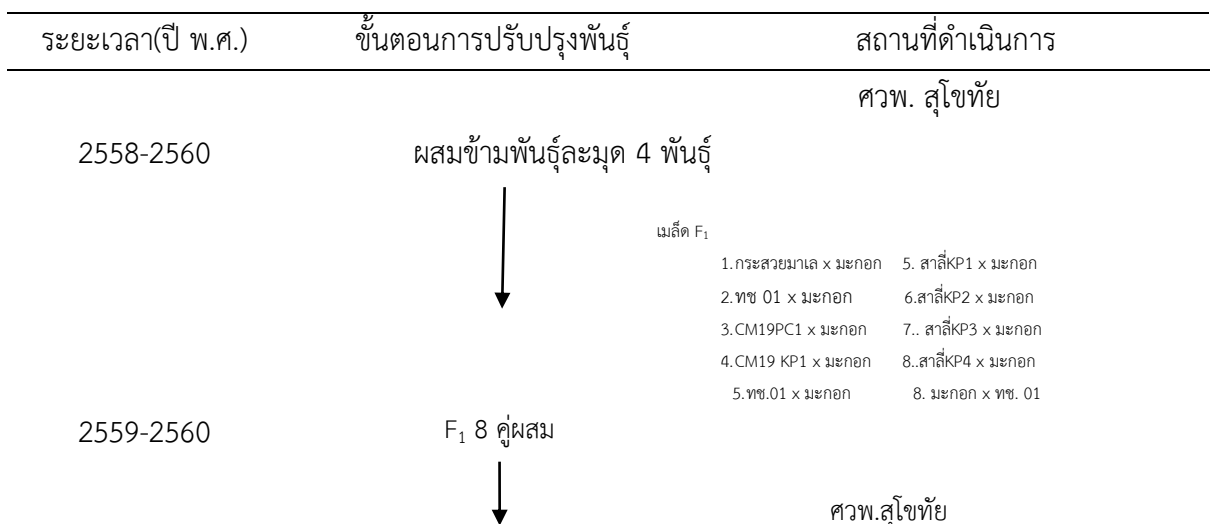 ระยะเวลา(ปี พ.ศ.) ขั้นตอนการปรับปรุงพันธุ์ สถานที่ดำเนินการ
ศวพ. สุโขทัย
2558-2560 ผสมข้ามพันธุ์ละมุด 4 พันธุ์
เมล็ด F₁
1.กระสวยมาเล x มะกอก 5. สาลี่KP1 x มะกอก
2.ทช 01 x มะกอก 6.สาลี่KP2 x มะกอก
3.CM19PC1 x มะกอก 7.. สาลี่KP3 x มะกอก
4.CM19 KP1 x มะกอก 8..สาลี่KP4 x มะกอก
5.ทช.01 x มะกอก 8. มะกอก x ทช. 01
2559-2560 F₁ 8 คู่ผสม
ศวพ.สุโขทัย